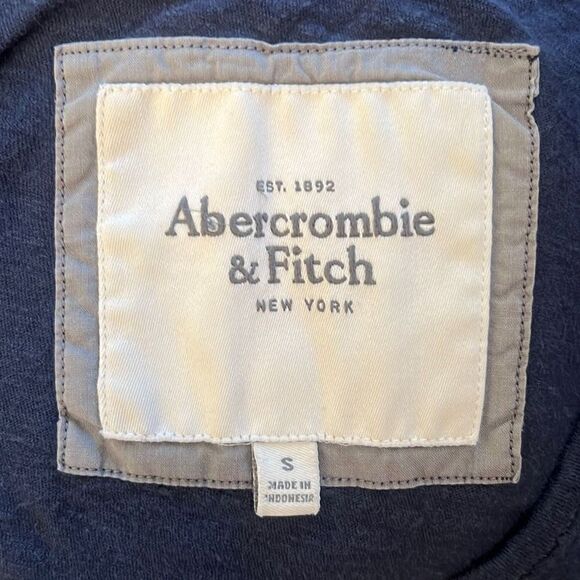 EST. 1892
Abercrombie
& Fitch
NEW YORK
S
MADE IN
INDONESIA